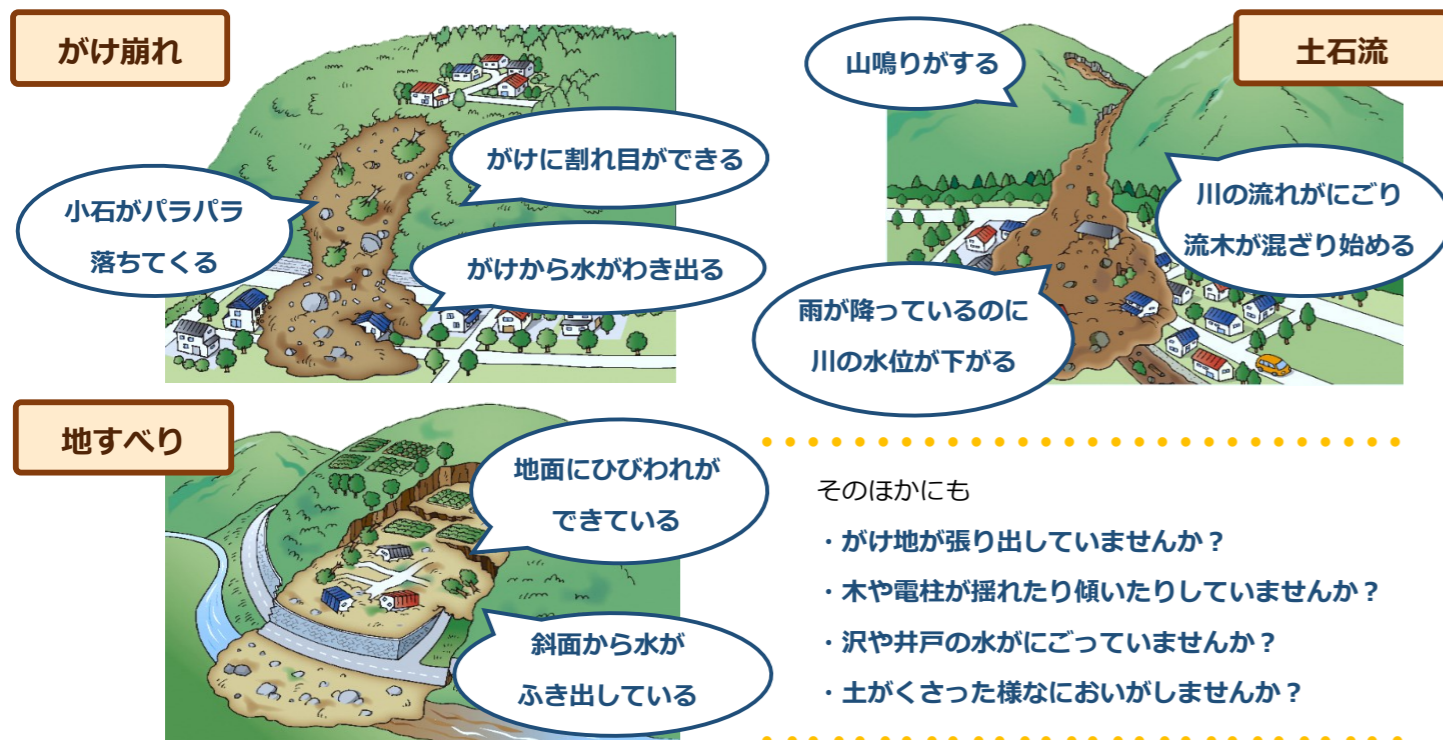 がけ崩れ
がけに割れ目ができる
小石がパラパラ
落ちてくる
がけから水がわき出る
土石流
山鳴りがする
川の流れがにごり
流木が混ざり始める
雨が降っているのに
川の水位が下がる
地すべり
地面にひびわれが
できている
斜面から水が
ふき出している
そのほかにも
・がけ地が張り出していませんか？
・木や電柱が揺れたり傾いたりしていませんか？
・沢や井戸の水がにごっていませんか？
・土がくさった様なにおいがしませんか？